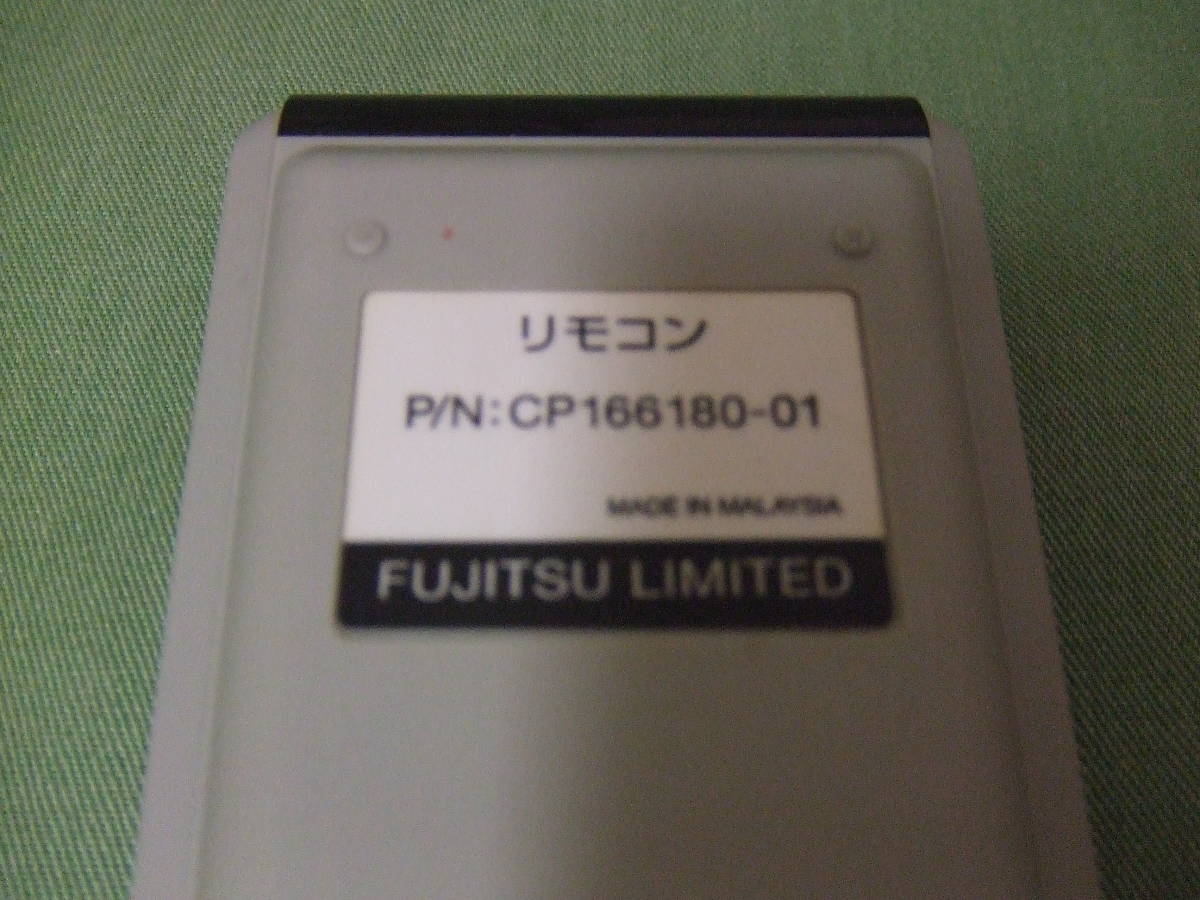 リモコン
P/N:CP166180-01
MADE IN MALAYSIA
FUJITSU LIMITED